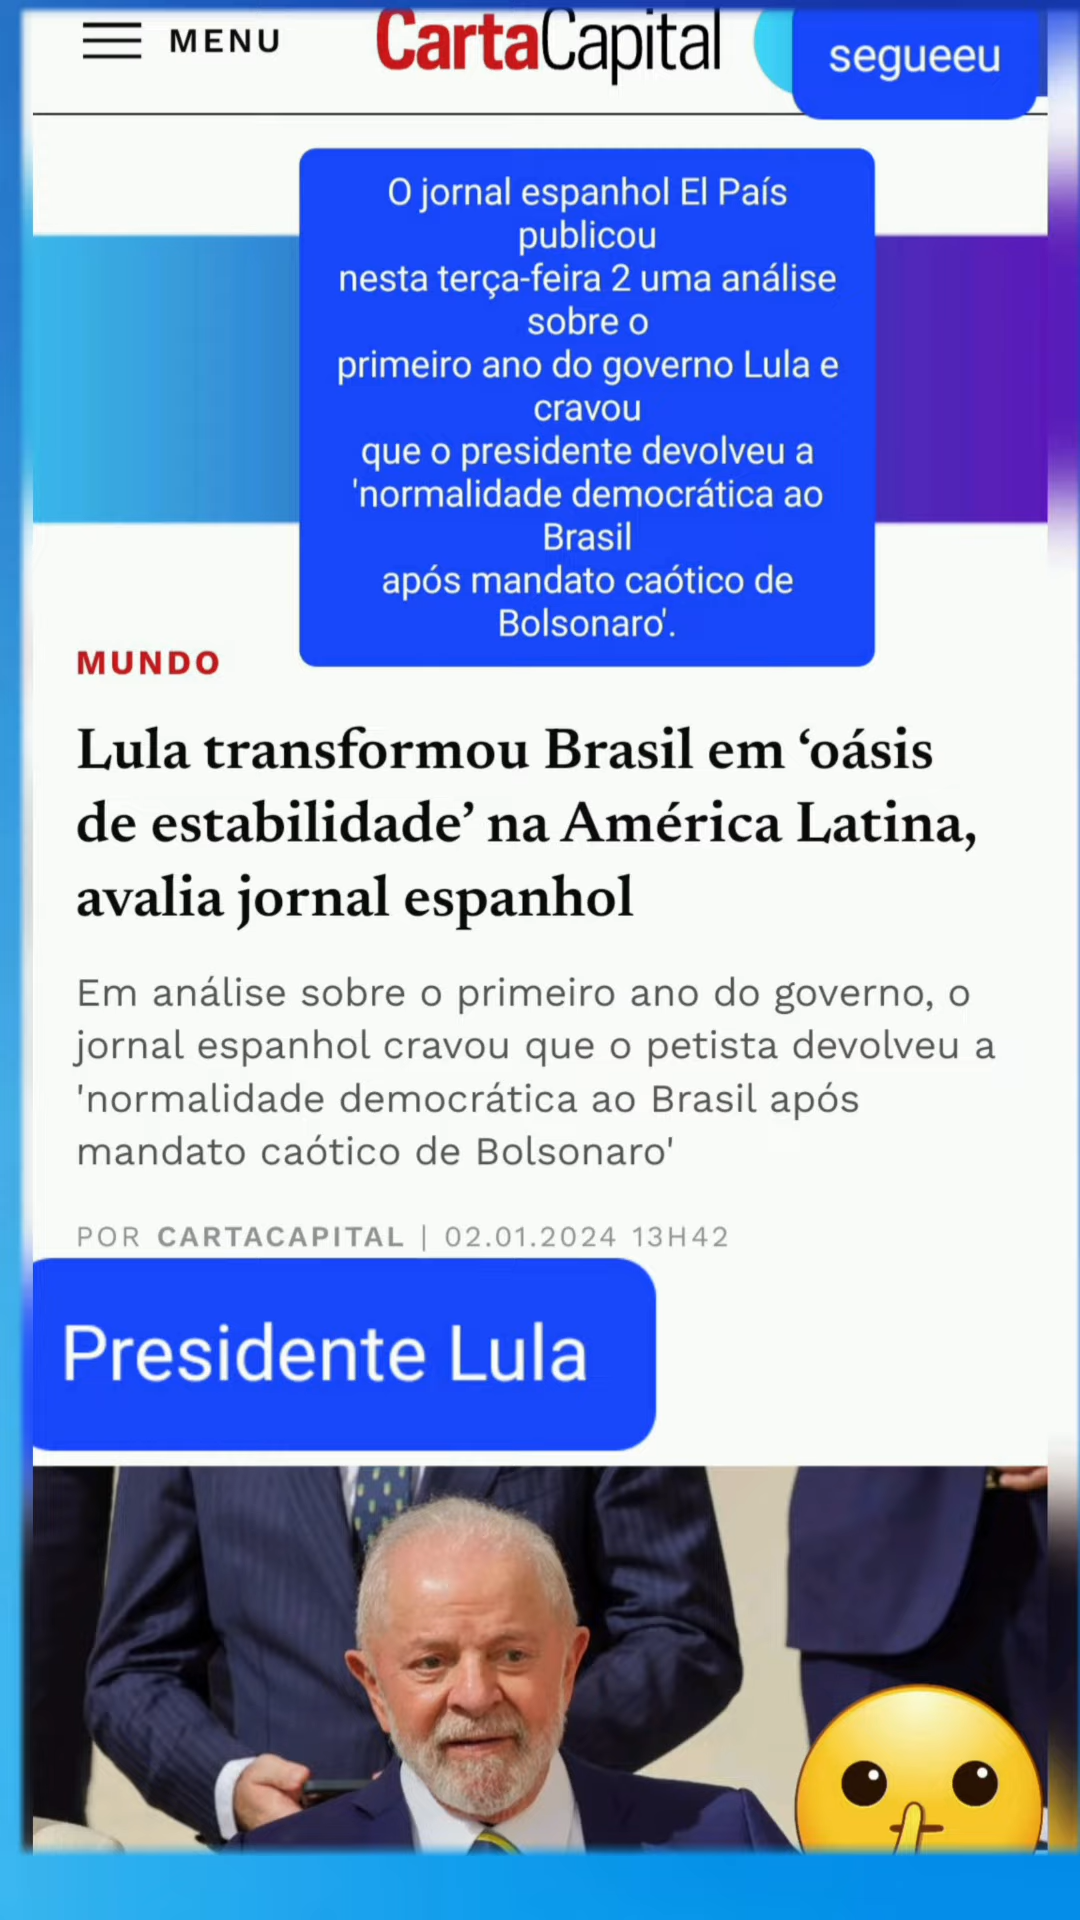 MENU
CartaCapital
segueeu
O jornal espanhol El País
publicou
nesta terça-feira 2 uma análise
sobre o
primeiro ano do governo Lula e
cravou
que o presidente devolveu a
'normalidade democrática ao
Brasil
após mandato caótico de
Bolsonaro'.
MUNDO
Lula transformou Brasil em ‘oásis
de estabilidade’ na América Latina,
avalia jornal espanhol
Em análise sobre o primeiro ano do governo, o
jornal espanhol cravou que o petista devolveu a
'normalidade democrática ao Brasil após
mandato caótico de Bolsonaro'
POR CARTACAPITAL | 02.01.2024 13H42
Presidente Lula